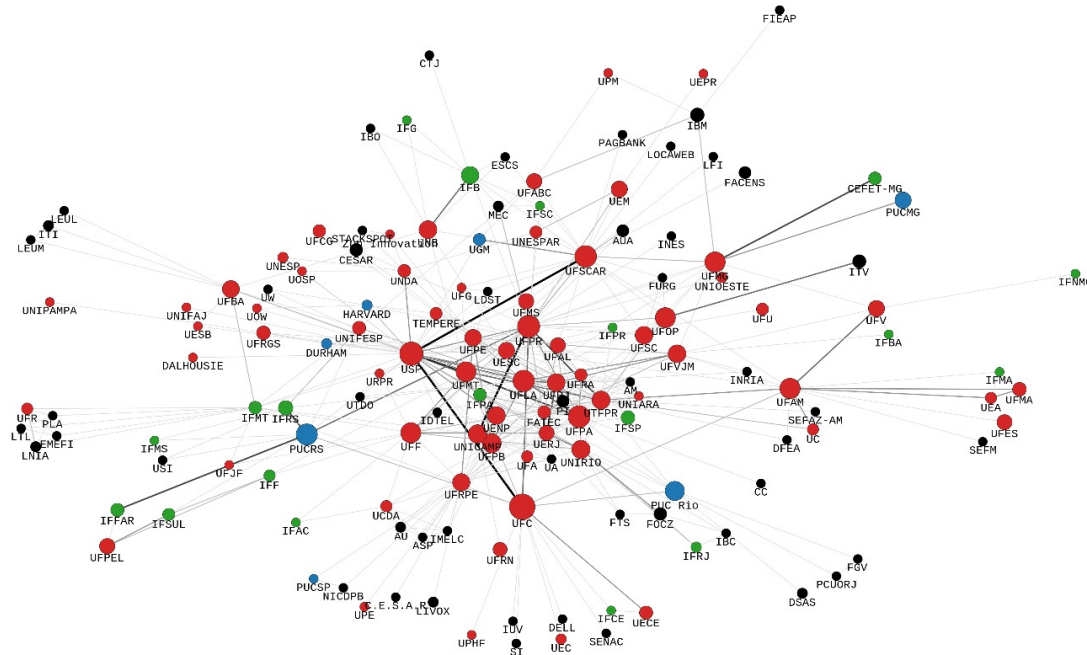 FIEAP
CTJ
UPM
UEPR
IBM
IBO
IFG
PAGBANK
LOCAWEB
LFI
ESCS
FACENS
IFB
UFABC
UEM
CEFET-MG
PUCMG
MEC
IFSC
LEUL
ITI
LEUM
UFCG
STACKSPOT
Innovation
UNB
UGM
UNESPAR
AOA
INES
CESAR
UFSCAR
UFMG
UNIOESTE
ITV
IFNMG
UNESP
UOSP
UNDA
FURG
UFBA
UW
UFG
LDST
UNIPAMPA
UNIFAJ
UOW
HARVARD
TEMPERE
UFMS
UFU
UFV
UESB
UFRGS
UNIFESP
UFPR
IFPR
UFOP
IFBA
DURHAM
UFPE
UESC
UFAL
UFSC
DALHOUSIE
USP
UFVJM
URPR
UFMT
UFLA
UFRA
AM
INRIA
IFMA
UTDO
IFPA
UTFPR
UNIARA
UFAM
UEA
UFMA
UFR
PLA
LTL
EMEFI
LNIA
IFMT
IFRS
IDTEL
UENP
FATEC
UFPA
IFSP
SEFAZ-AM
UC
UFES
IFMS
USI
PUCRS
UFF
UNICAMP
UFPB
UERJ
UNIRIO
DFEA
SEFM
UFJF
IFF
UFA
UA
UFRPE
CC
IFFAR
IFSUL
UCDA
UFC
PUC Rio
FTS
FOCZ
IFAC
AU
ASP
LIMELC
IBC
IFRJ
UFPEL
UFRN
FGV
PCUORJ
PUCSP
NICDPB
C.E.S.A.R
LIVOX
DSAS
UPE
IFCE
UECE
IUV
DELL
UPHF
SI
UEC
SENAC